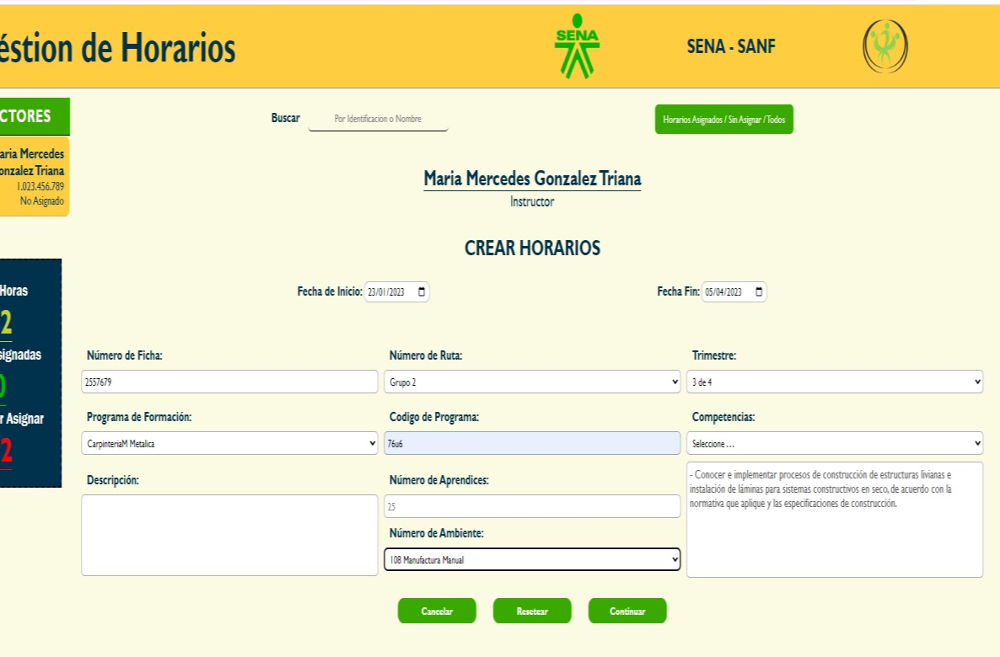 éstion de Horarios
SENA
SENA - SANF
CTORES
Buscar
Por Identificacion o Nombre
Horarios Asignados / Sin Asignar / Todos
aria Mercedes
onzalez Triana
1.023.456.789
No Asignado
Maria Mercedes Gonzalez Triana
Instructor
CREAR HORARIOS
Fecha de Inicio: 23/01/2023
Fecha Fin: 05/04/2023
Horas
2
signadas
0
r Asignar
2
Número de Ficha:
2557679
Número de Ruta:
Grupo 2
Trimestre:
3 de 4
Programa de Formación:
CarpinteriaM Metalica
Codigo de Programa:
76u6
Competencias:
Seleccione ...
Descripción:
Número de Aprendices:
25
Número de Ambiente:
108 Manufactura Manual
- Conocer e implementar procesos de construcción de estructuras livianas e
instalación de láminas para sistemas constructivos en seco, de acuerdo con la
normativa que aplique y las especificaciones de construcción.
Cancelar
Resetear
Continuar